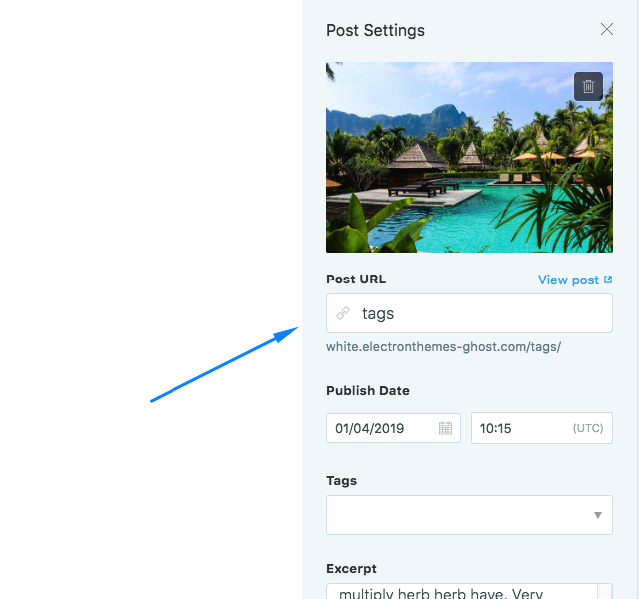 Post Settings
Post URL
View post
tags
white.electronthemes-ghost.com/tags/
Publish Date
01/04/2019
10:15
(UTC)
Tags
Excerpt
multiply herb herb have. Very